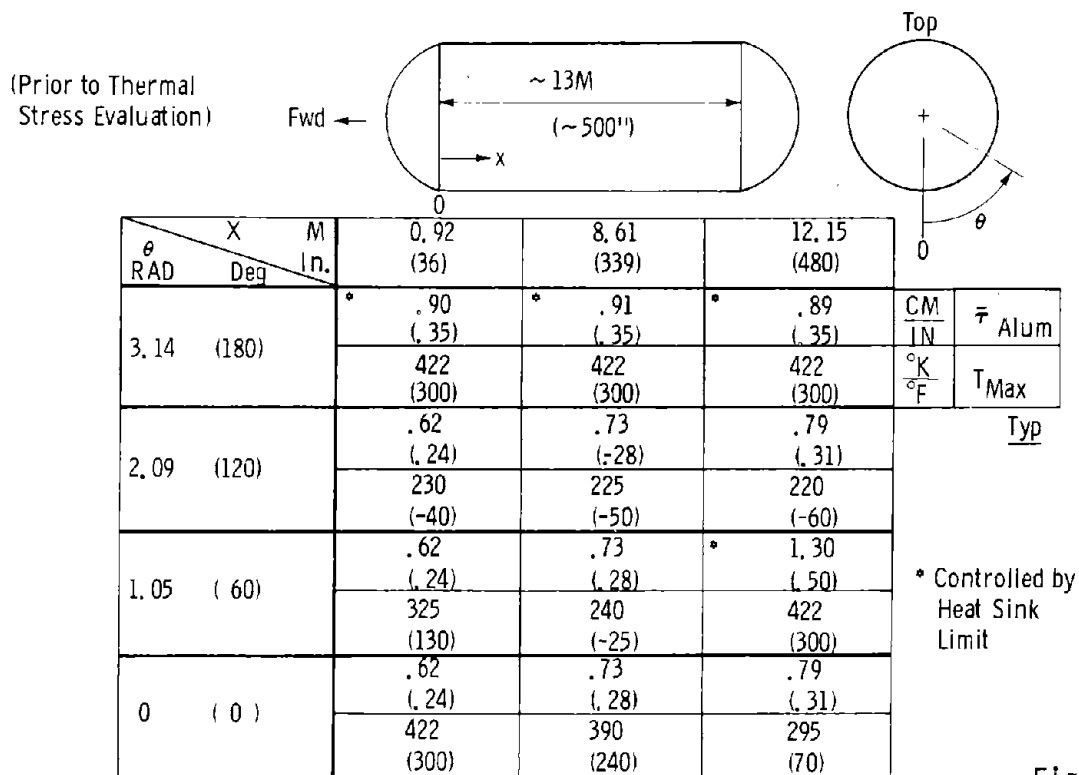 Top
(Prior to Thermal
Stress Evaluation)
Fwd
~ 13M
(~500")
x
+
0
θ
0
X M
θ In.
RAD Deg
0.92 8.61 12.15
(36) (339) (480)
3.14 (180)
* .90 * .91 * .89 CM
(.35) (.35) (.35) IN
τ̿ Alum
422 422 422 °K
(300) (300) (300) °F
TMax
Typ
2.09 (120)
.62 .73 .79
(.24) (-28) (.31)
230 225 220
(-40) (-50) (-60)
1.05 ( 60)
.62 .73 * 1.30
(.24) (.28) (.50)
325 240 422
(130) (-25) (300)
* Controlled by
Heat Sink
Limit
0 ( 0 )
.62 .73 .79
(.24) (.28) (.31)
422 390 295
(300) (240) (70)